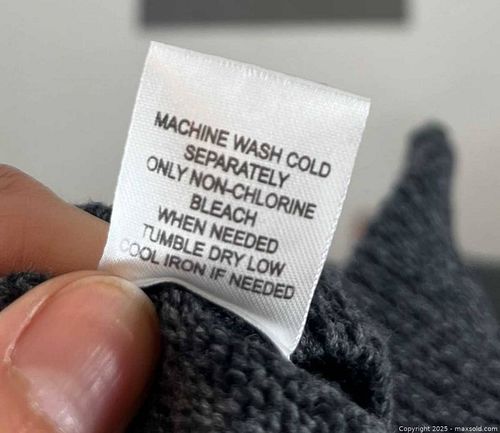 MACHINE WASH COLD
SEPARATELY
ONLY NON-CHLORINE
BLEACH
WHEN NEEDED
TUMBLE DRY LOW
COOL IRON IF NEEDED
Copyright 2025 - maxsold.com